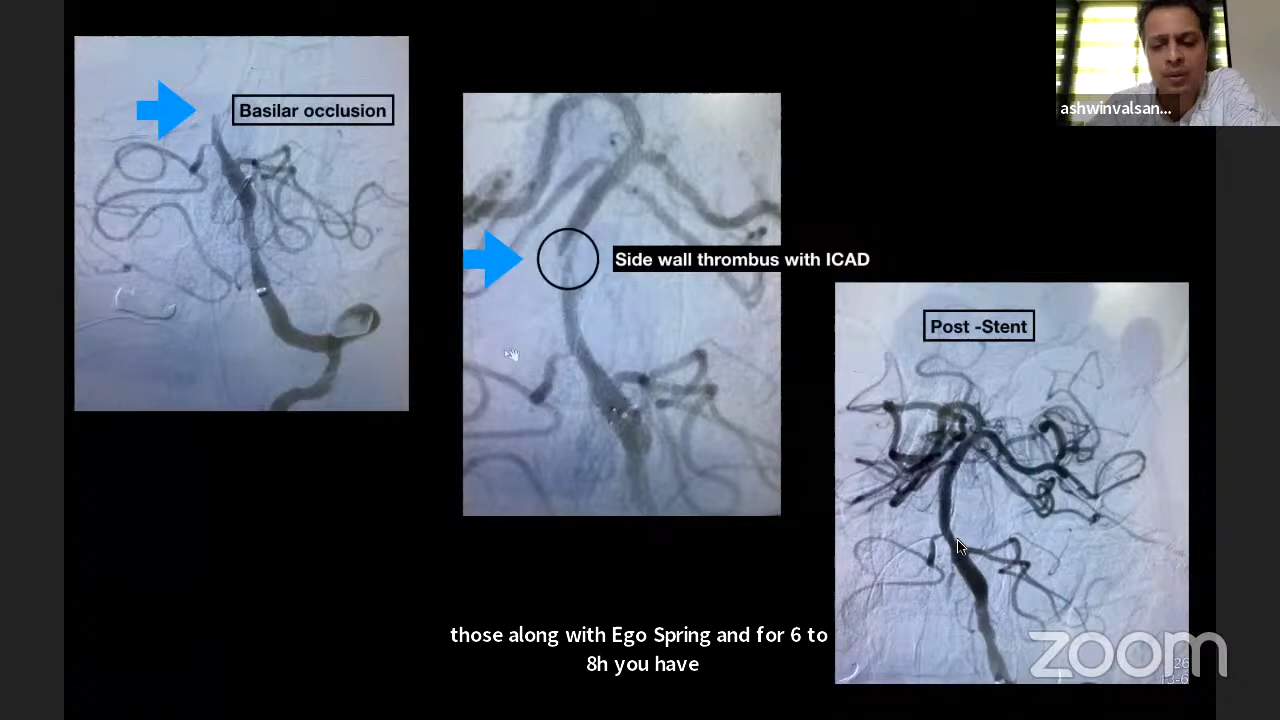 Basilar occlusion
ashwinvalsan...
Side wall thrombus with ICAD
Post -Stent
those along with Ego Spring and for 6 to
8h you have
zoom